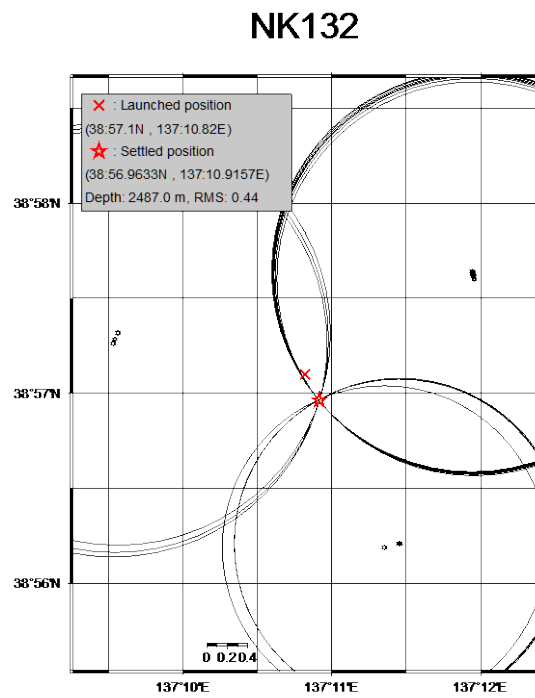 NK132
× : Launched position
(38:57.1N , 137:10.82E)
☆ : Settled position
(38:56.9633N , 137:10.9157E)
Depth: 2487.0 m, RMS: 0.44
38°58'N
38°57'N
38°56'N
0 0.20.4
137°10'E
137°11'E
137°12'E